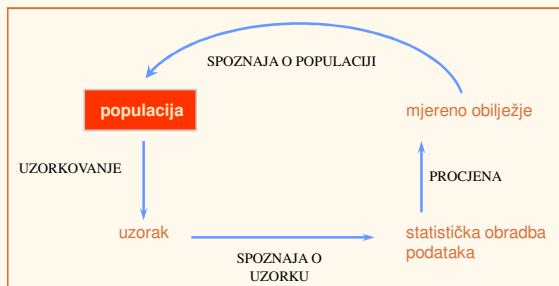 SPOZNAJA O POPULACIJI
populacija
mjereno obilježje
UZORKOVANJE
PROCJENA
uzorak
statistička obradba
podataka
SPOZNAJA O
UZORKU